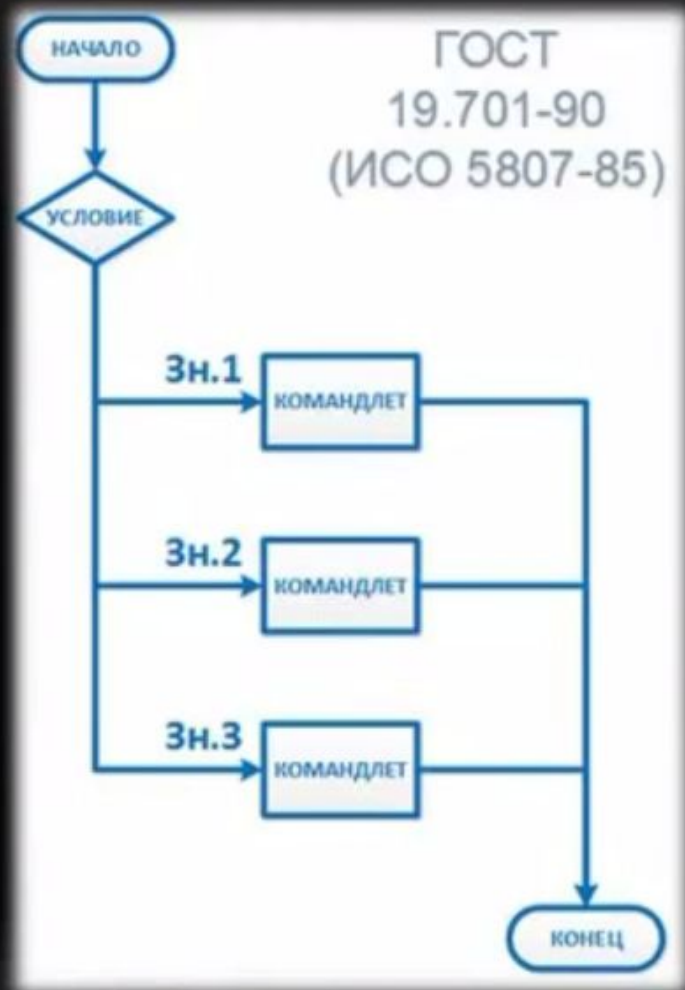 НАЧАЛО
ГОСТ
19.701-90
(ИСО 5807-85)
УСЛОВИЕ
Зн.1
КОМАНДЛЕТ
Зн.2
КОМАНДЛЕТ
Зн.3
КОМАНДЛЕТ
КОНЕЦ